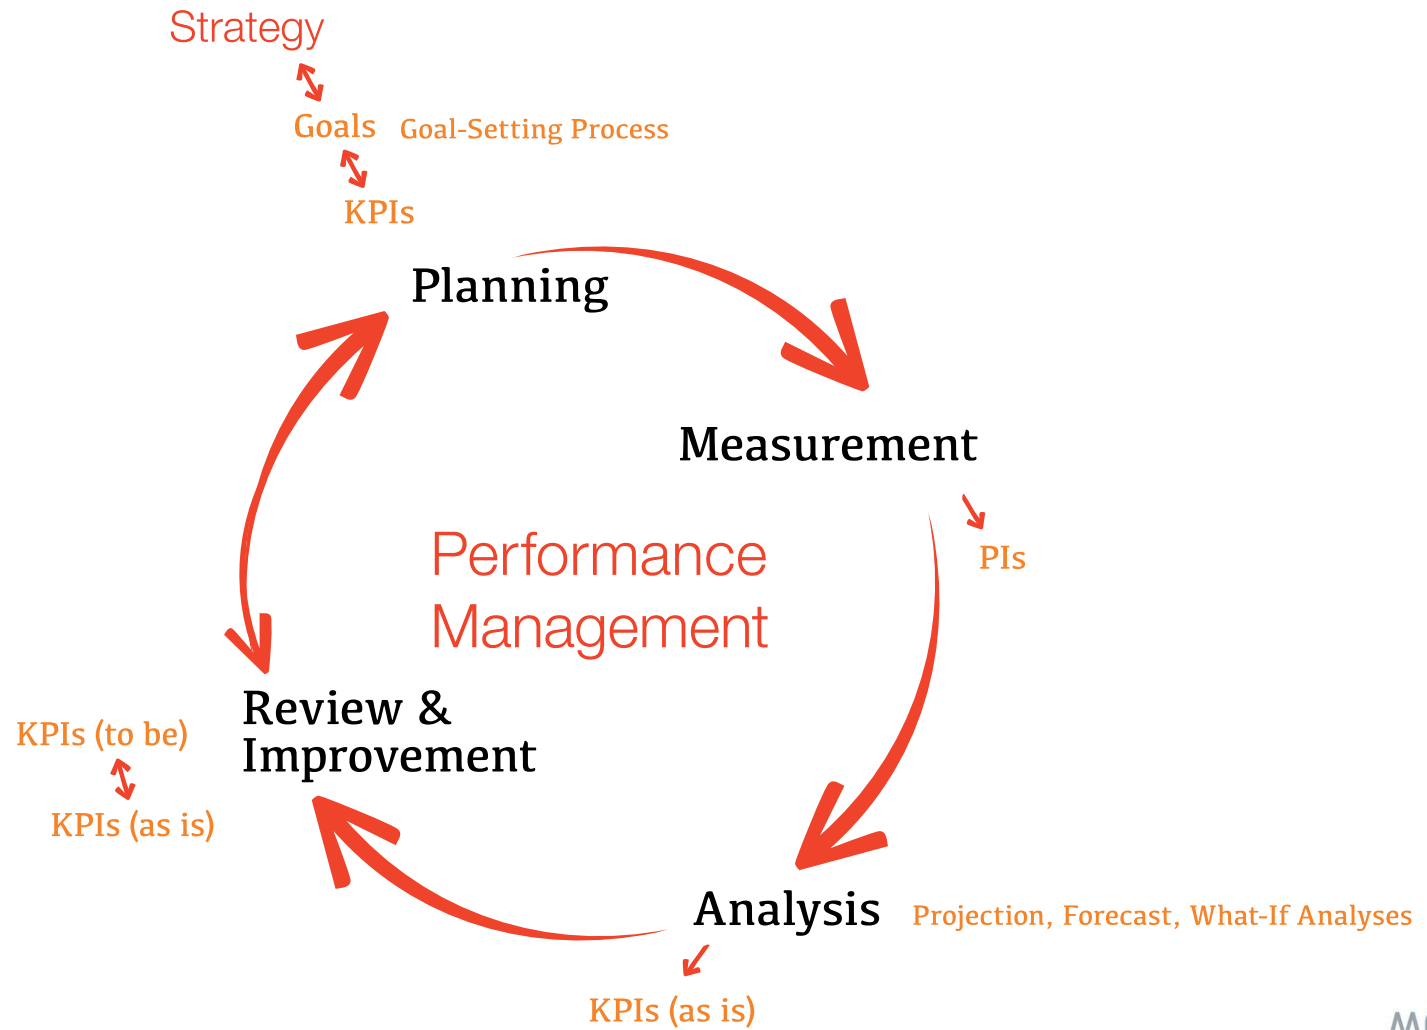 Strategy
Goals Goal-Setting Process
KPIs
Planning
Measurement
Performance
Management
PIs
Review &
Improvement
KPIs (to be)
KPIs (as is)
Analysis Projection, Forecast, What-If Analyses
KPIs (as is)